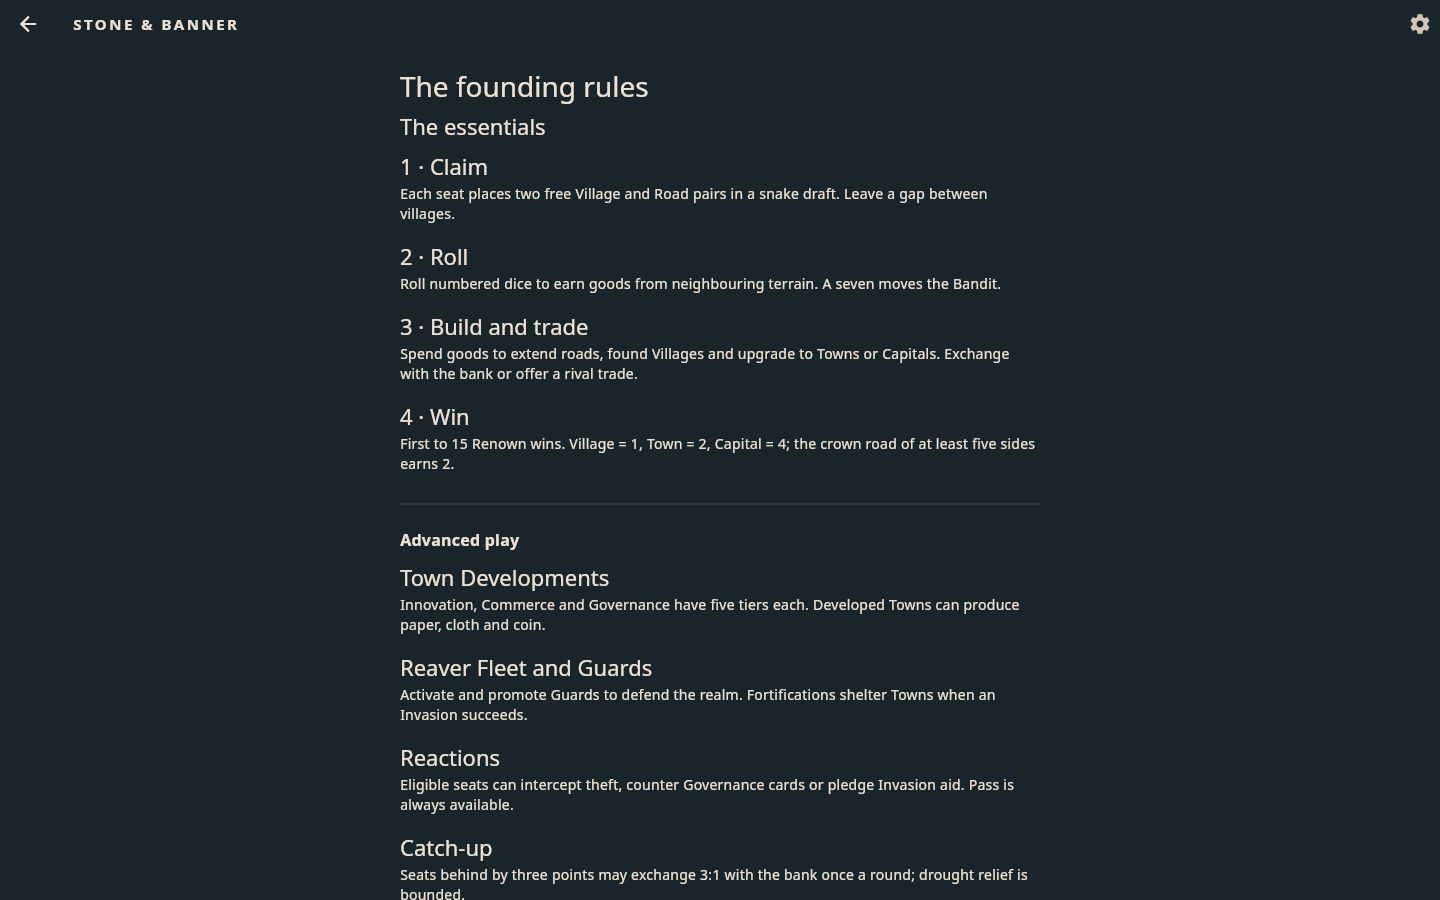 STONE & BANNER
The founding rules
The essentials
1 · Claim
Each seat places two free Village and Road pairs in a snake draft. Leave a gap between
villages.
2 · Roll
Roll numbered dice to earn goods from neighbouring terrain. A seven moves the Bandit.
3 · Build and trade
Spend goods to extend roads, found Villages and upgrade to Towns or Capitals. Exchange
with the bank or offer a rival trade.
4 · Win
First to 15 Renown wins. Village = 1, Town = 2, Capital = 4; the crown road of at least five sides
earns 2.
Advanced play
Town Developments
Innovation, Commerce and Governance have five tiers each. Developed Towns can produce
paper, cloth and coin.
Reaver Fleet and Guards
Activate and promote Guards to defend the realm. Fortifications shelter Towns when an
Invasion succeeds.
Reactions
Eligible seats can intercept theft, counter Governance cards or pledge Invasion aid. Pass is
always available.
Catch-up
Seats behind by three points may exchange 3:1 with the bank once a round; drought relief is
bounded.